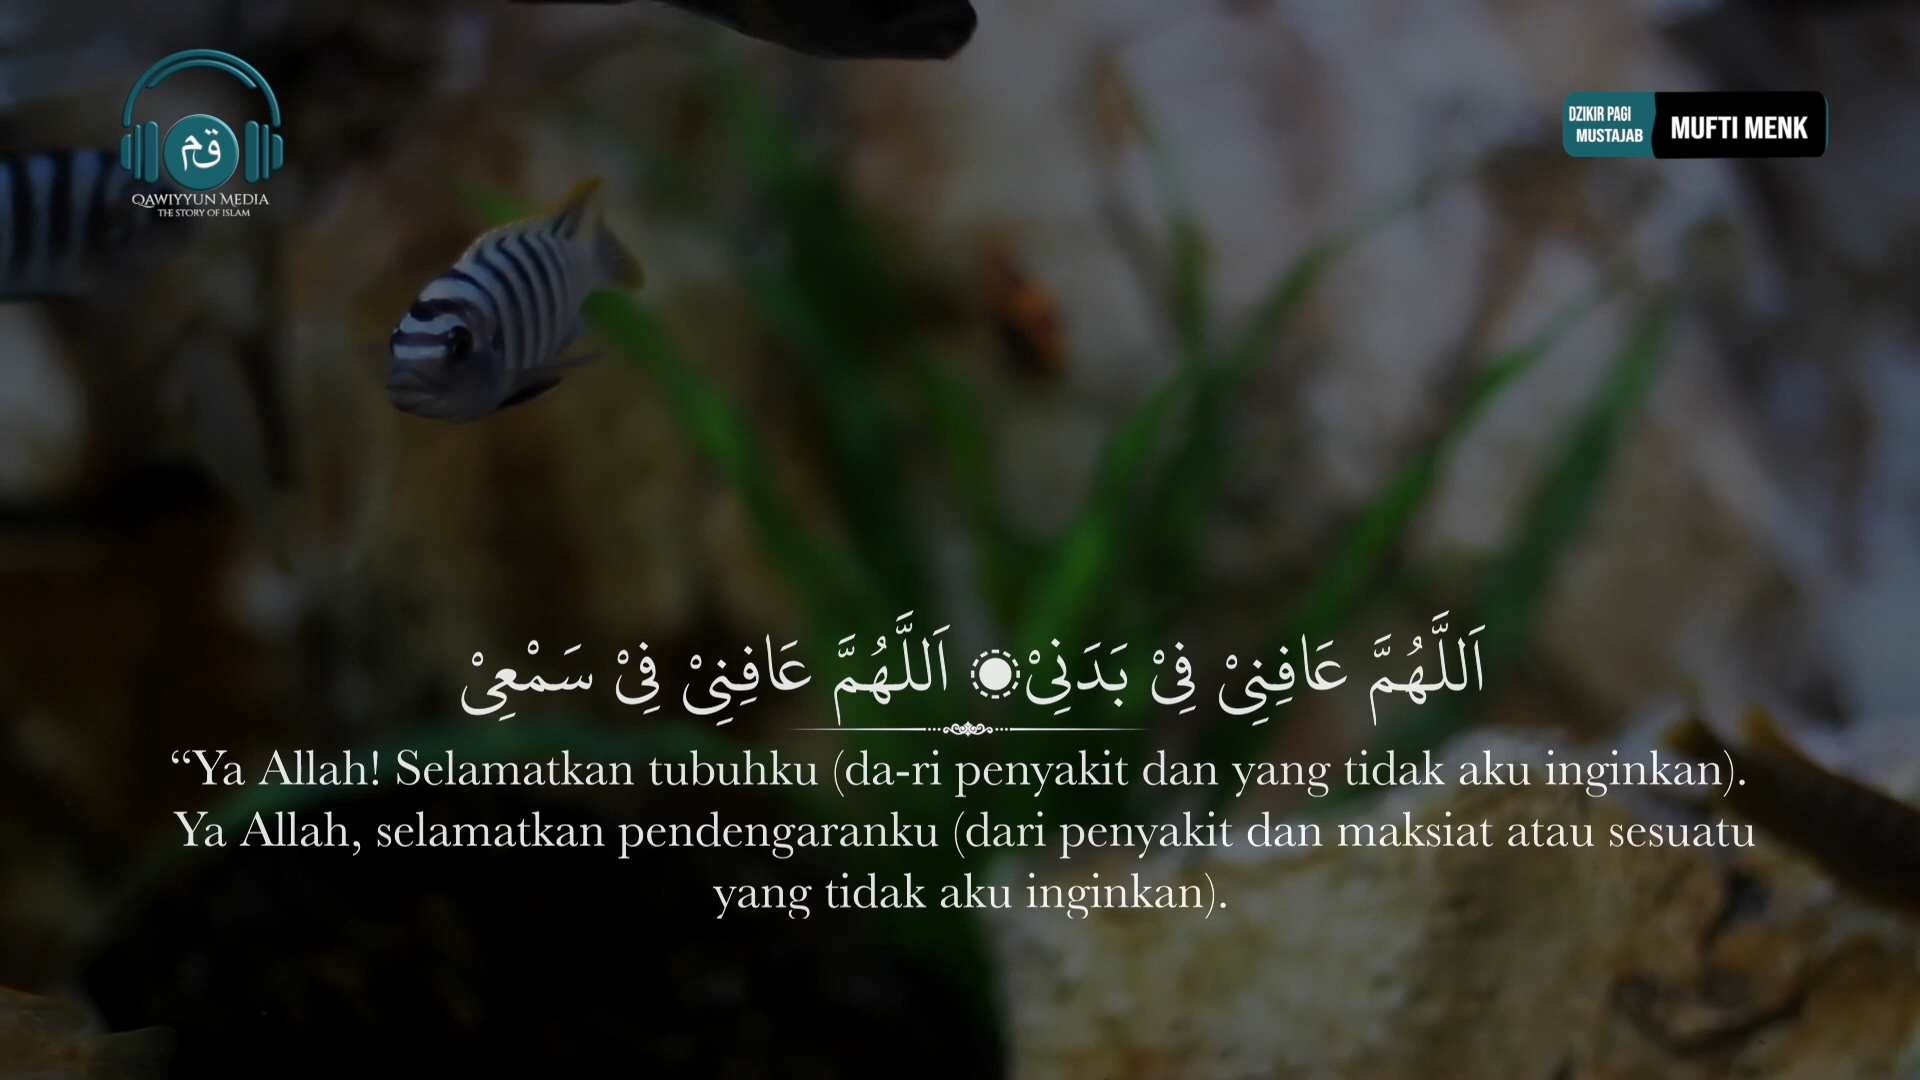 قم
QAWIYYUN MEDIA
THE STORY OF ISLAM
DZIKIR PAGI
MUSTAJAB
MUFTI MENK
اَللَّهُمَّ عَافِنِيْ فِيْ بَدَنِيْ اَللَّهُمَّ عَافِنِيْ فِيْ سَمْعِيْ
“Ya Allah! Selamatkan tubuhku (da-ri penyakit dan yang tidak aku inginkan).
Ya Allah, selamatkan pendengaranku (dari penyakit dan maksiat atau sesuatu
yang tidak aku inginkan).